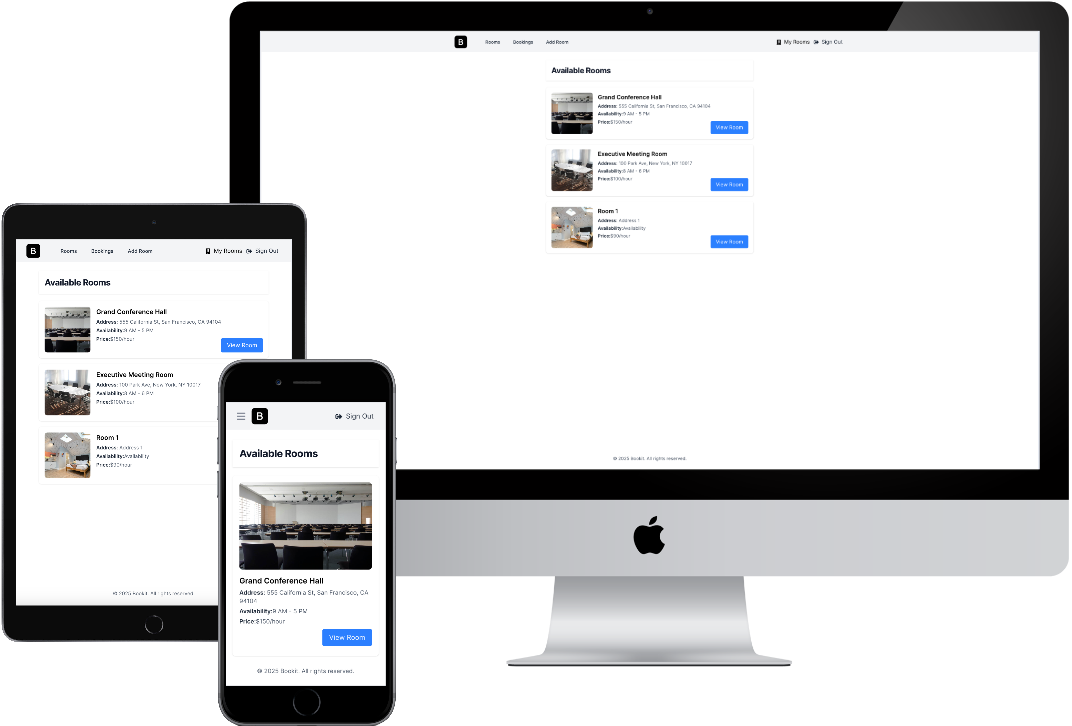 B
Rooms
Bookings
Add Room
My Rooms
Sign Out
Available Rooms
Grand Conference Hall
Address: 555 California St, San Francisco, CA 94104
Availability:9 AM - 5 PM
Price:$150/hour
View Room
Executive Meeting Room
Address: 100 Park Ave, New York, NY 10017
Availability:8 AM - 6 PM
Price:$100/hour
View Room
Room 1
Address: Address 1
Availability:Availability
Price:$90/hour
View Room
© 2025 Bookit. All rights reserved.
B
Rooms
Bookings
Add Room
My Rooms
Sign Out
Available Rooms
Grand Conference Hall
Address: 555 California St, San Francisco, CA 94104
Availability:9 AM - 5 PM
Price:$150/hour
View Room
Executive Meeting Room
Address: 100 Park Ave, New York, NY 10017
Availability:8 AM - 6 PM
Price:$100/hour
Room 1
Address: Address 1
Availability:Availability
Price:$90/hour
© 2025 Bookit. All rights reserved.
B
Sign Out
Available Rooms
Grand Conference Hall
Address: 555 California St, San Francisco, CA
94104
Availability:9 AM - 5 PM
Price:$150/hour
View Room
© 2025 Bookit. All rights reserved.